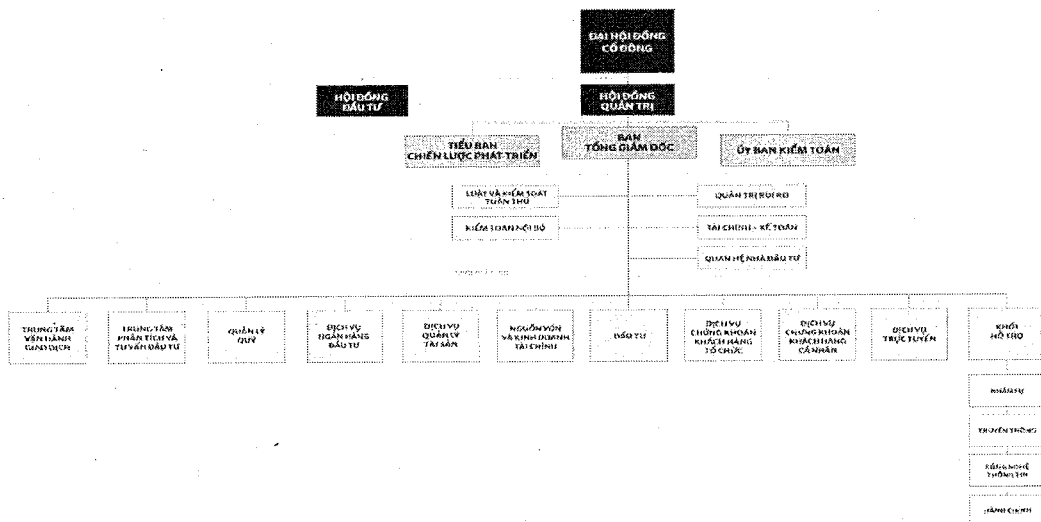 ĐẠI HỘI ĐỒNG
CỔ ĐÔNG
HỘI ĐỒNG
ĐẦU TƯ
HỘI ĐỒNG
QUẢN TRỊ
TIỂU BAN
CHIẾN LƯỢC PHÁT TRIỂN
BAN
TỔNG GIÁM ĐỐC
ỦY BAN KIỂM TOÁN
LUẬT VÀ KIỂM SOÁT
TUÂN THỦ
QUẢN TRỊ RỦI RO
KIỂM TOÁN NỘI BỘ
TÀI CHÍNH - KẾ TOÁN
QUAN HỆ NHÀ ĐẦU TƯ
TRUNG TÂM
VẬN HÀNH
GIAO DỊCH
TRUNG TÂM
PHÂN TÍCH VÀ
TƯ VẤN ĐẦU TƯ
QUẢN LÝ
QUỸ
DỊCH VỤ
NGÂN HÀNG
ĐẦU TƯ
DỊCH VỤ
QUẢN LÝ
TÀI SẢN
NGUỒN VỐN
VÀ KINH DOANH
TÀI CHÍNH
ĐẦU TƯ
DỊCH VỤ
CHỨNG KHOÁN
KHÁCH HÀNG
TỔ CHỨC
DỊCH VỤ
CHỨNG KHOÁN
KHÁCH HÀNG
CÁ NHÂN
DỊCH VỤ
TRỰC TUYẾN
KHỐI
HỖ TRỢ
NHÂN SỰ
TRUYỀN THÔNG
CÔNG NGHỆ
THÔNG TIN
HÀNH CHÍNH